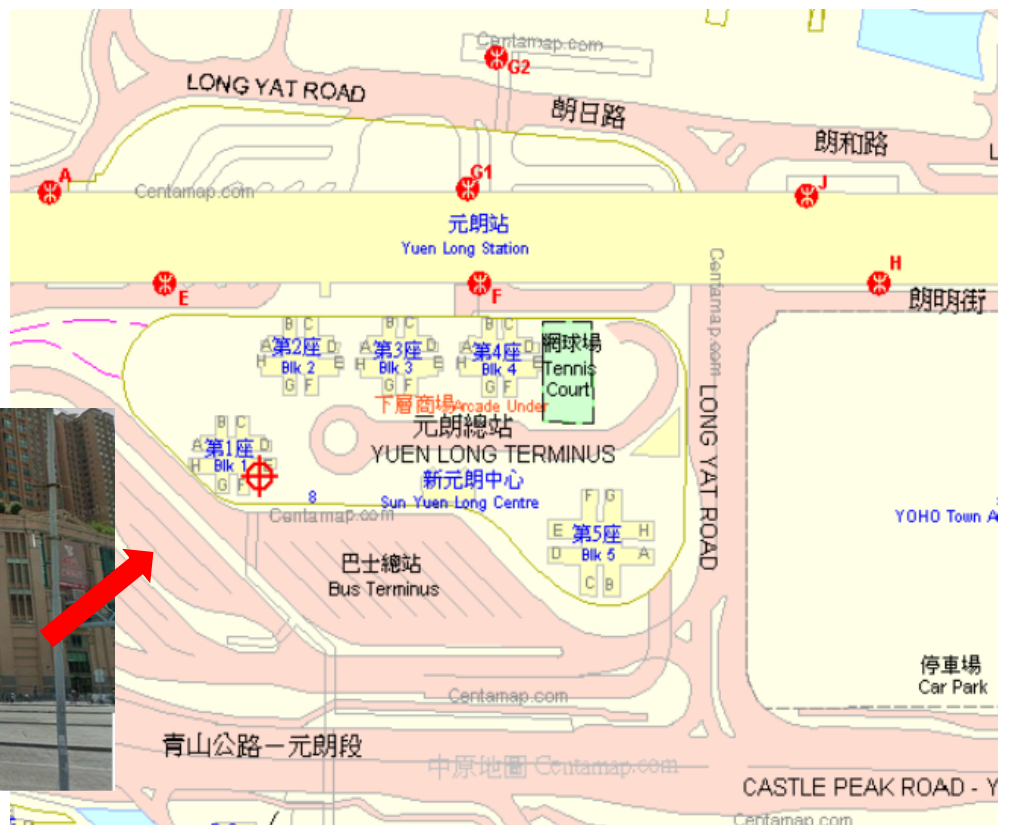 Centamap.com
G2
LONG YAT ROAD
朗日路
朗和路
L
A
Centamap.com
G1
J
元朗站
Yuen Long Station
E
F
H
Centamap.com
朗明街
B C
A 第2座 D
H Blk 2 E
G F
B C
A 第3座 D
H Blk 3 E
G F
B C
A 第4座 D
H Blk 4 E
G F
網球場
Tennis
Court
下層商場Arcade Under
元朗總站
YUEN LONG TERMINUS
B C
A 第1座 D
H Blk 1 E
G F
新元朗中心
8
Sun Yuen Long Centre
Centamap.com
LONG YAT ROAD
F G
E 第5座 H
D Blk 5 A
C B
YOHO Town A
巴士總站
Bus Terminus
停車場
Car Park
Centamap.com
青山公路－元朗段
中原地圖 Centamap.com
CASTLE PEAK ROAD - Y
Centamap.com